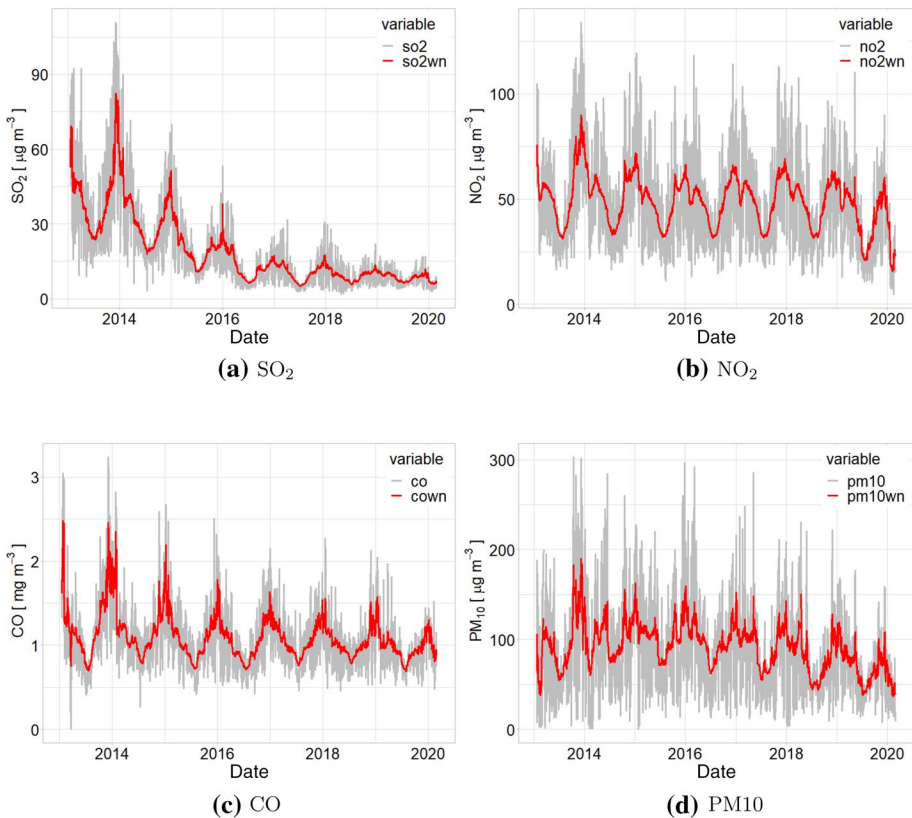 variable
so2
so2wn
90
60
30
0
SO₂ [ μg m⁻³ ]
2014 2016 2018 2020
Date
(a) SO₂
variable
no2
no2wn
100
50
0
NO₂ [ μg m⁻³ ]
2014 2016 2018 2020
Date
(b) NO₂
variable
co
cown
3
2
1
0
CO [ mg m⁻³ ]
2014 2016 2018 2020
Date
(c) CO
variable
pm10
pm10wn
300
200
100
0
PM₁₀ [ μg m⁻³ ]
2014 2016 2018 2020
Date
(d) PM10